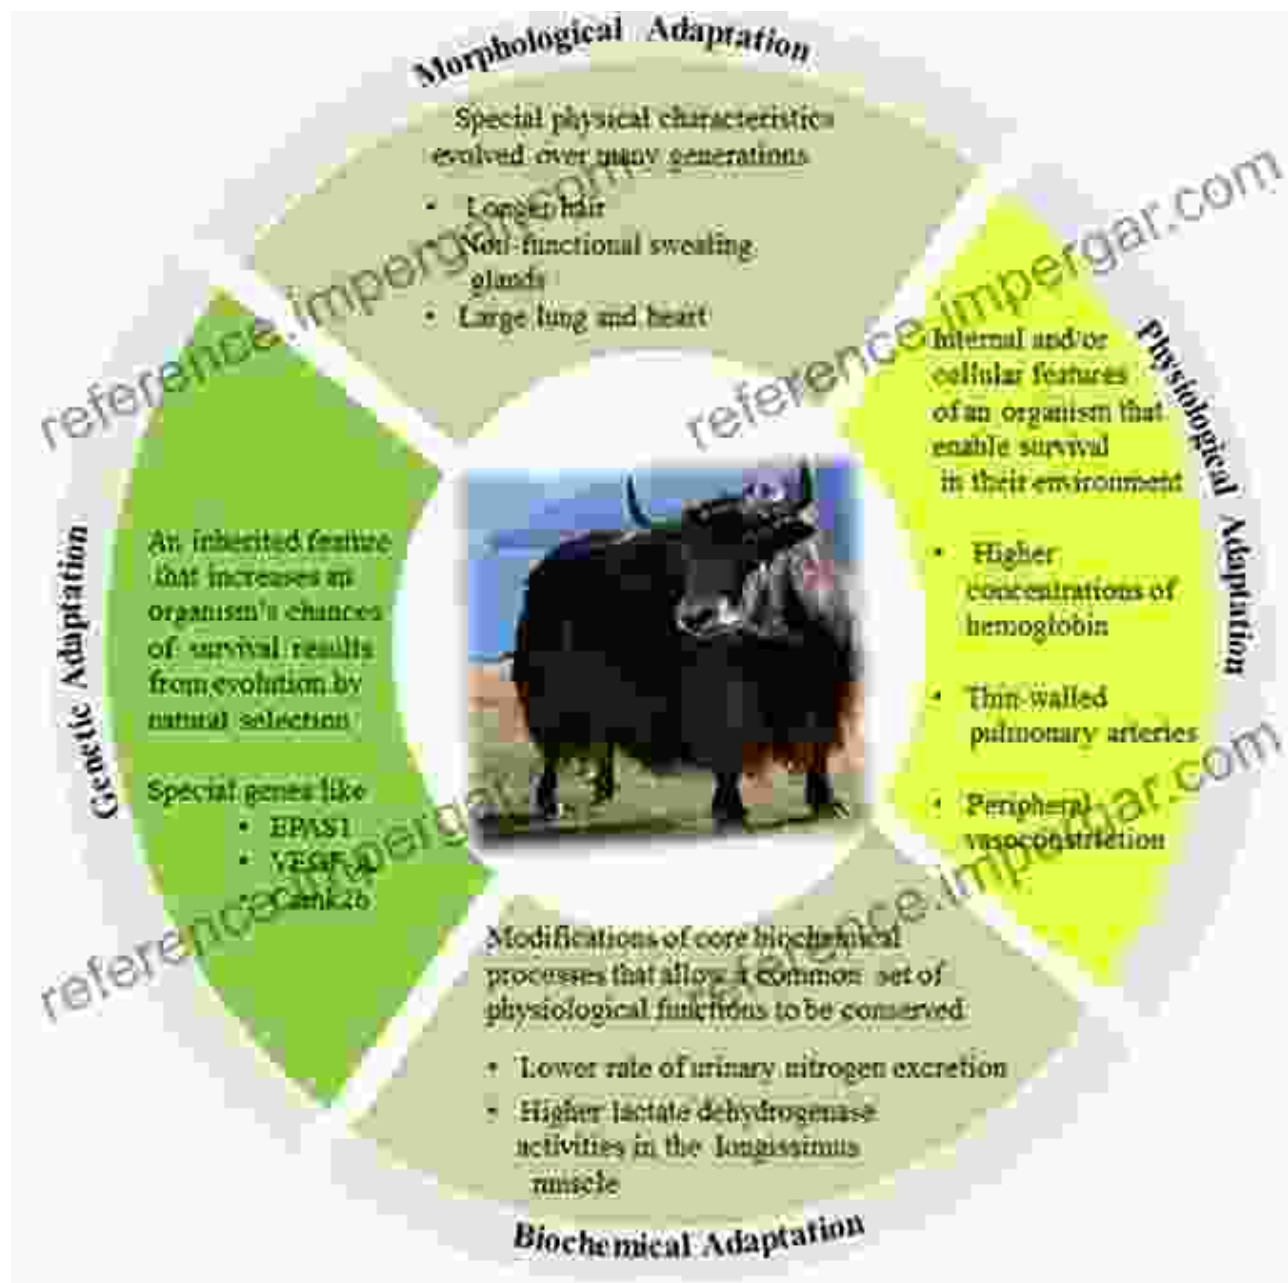 Morphological Adaptation
Special physical characteristics
evolved over many generations
• Longer hair
• Non-functional sweating
glands
• Large lung and heart
Physiological Adaptation
Internal and/or
cellular features
of an organism that
enable survival
in their environment
• Higher
concentrations of
hemoglobin
• Thin-walled
pulmonary arteries
• Peripheral
vasoconstriction
Genetic Adaptation
An inherited feature
that increases an
organism's chances
of survival results
from evolution by
natural selection
Special genes like
• EPAS1
• VEGF-A
• Camk2b
Modifications of core biochemical
processes that allow a common set of
physiological functions to be conserved
• Lower rate of urinary nitrogen excretion
• Higher lactate dehydrogenase
activities in the longissimus
muscle
Biochemical Adaptation
reference.impergar.com
reference.impergar.com
reference.impergar.com
reference.impergar.com